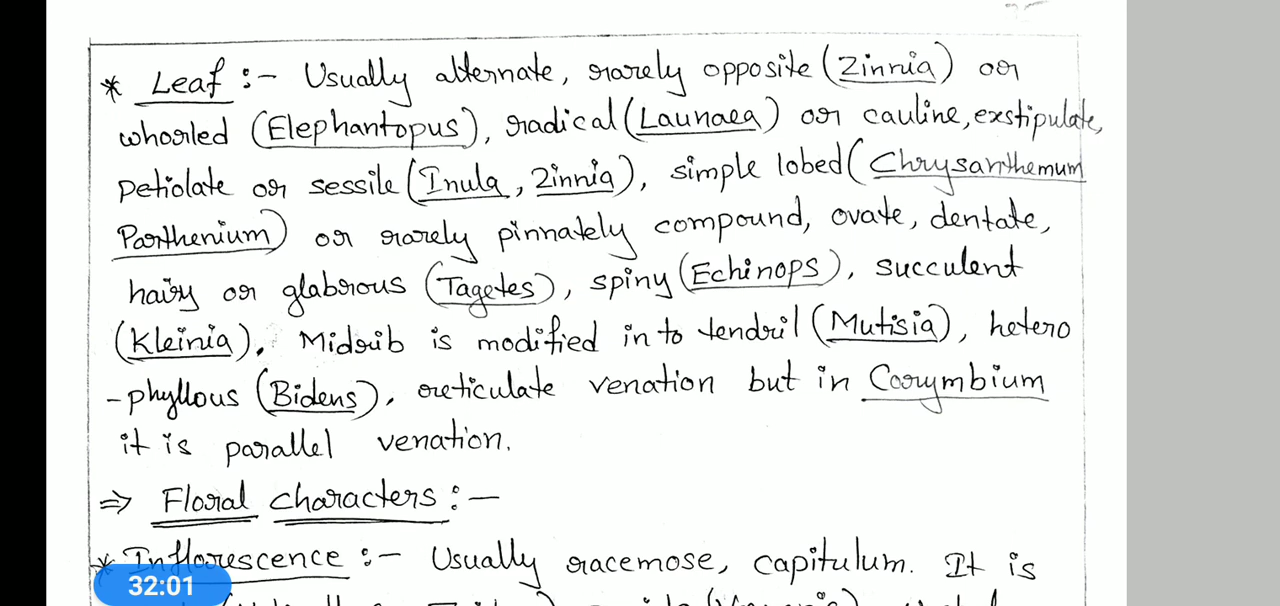 * Leaf :- Usually alternate, rarely opposite (Zinnia) or
whorled (Elephantopus), radical (Launaea) or cauline, exstipulate,
petiolate or sessile (Inula, Zinnia), simple lobed (Chrysanthemum
Parthenium) or rarely pinnately compound, ovate, dentate,
hairy or glabrous (Tagetes), spiny (Echinops), succulent
(Kleinia). Midrib is modified in to tendril (Mutisia), hetero
-phyllous (Bidens), reticulate venation but in Corymbium
it is parallel venation.
⇒ Floral characters :-
* Inflorescence :- Usually racemose, capitulum. It is
32:01